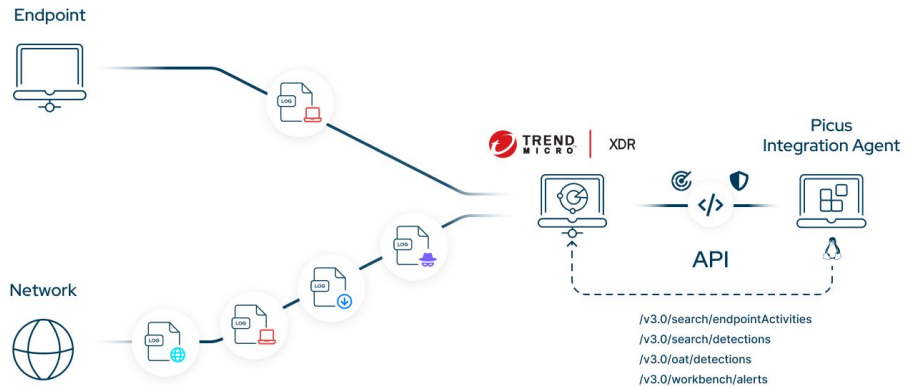 Endpoint
LOG
TREND
MICRO
XDR
Picus
Integration Agent
LOG
</>
API
LOG
Network
LOG
LOG
/v3.0/search/endpointActivities
/v3.0/search/detections
/v3.0/oat/detections
/v3.0/workbench/alerts